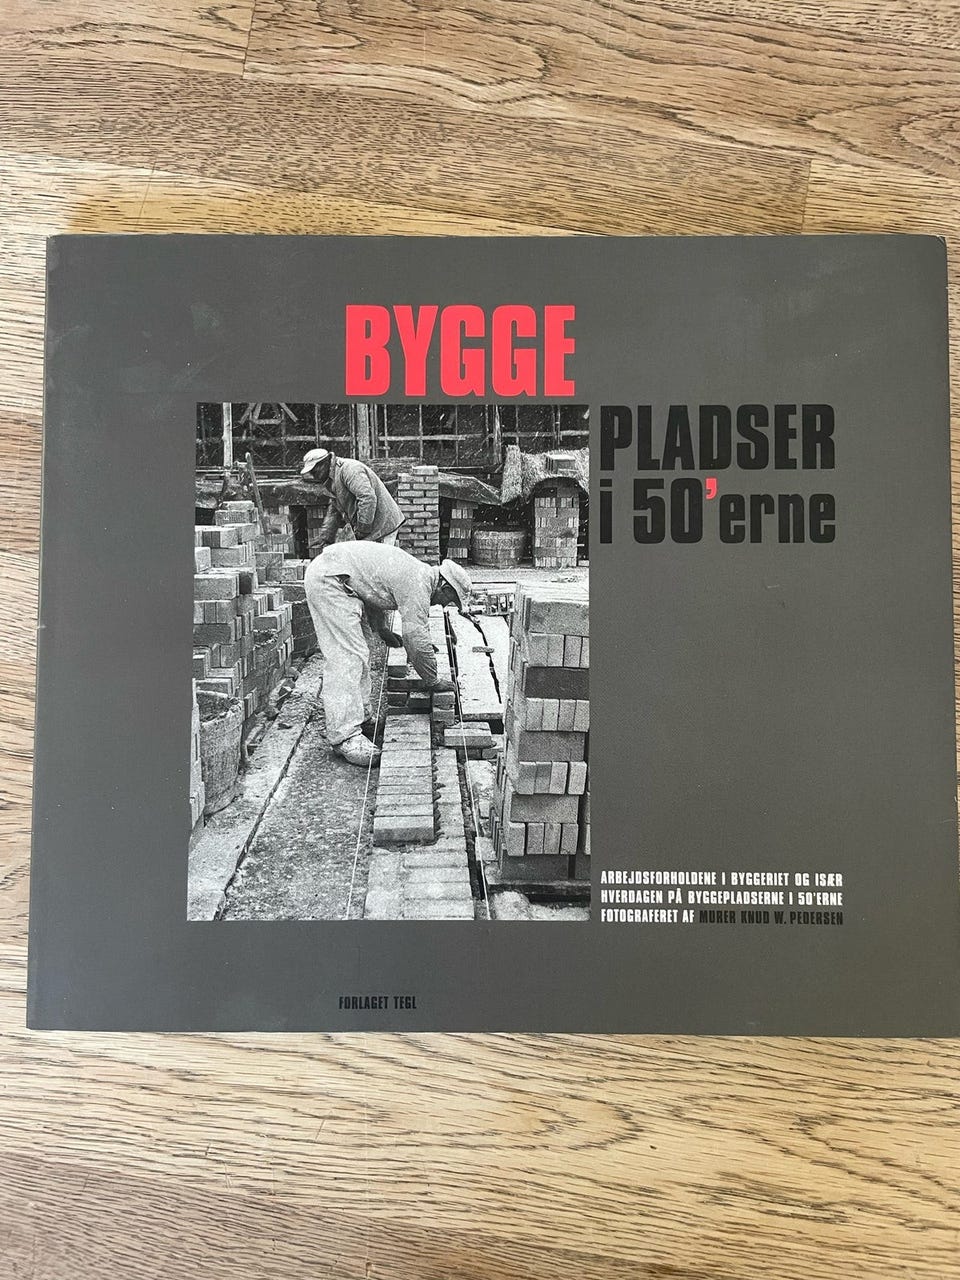 BYGGE
PLADSER
i 50'erne
ARBEJDSFORHOLDENE I BYGGERIET OG ISÆR
HVERDAGEN PÅ BYGGEPLADSERNE I 50'ERNE
FOTOGRAFERET AF MURER KNUD W. PEDERSEN
FORLAGET TEGL